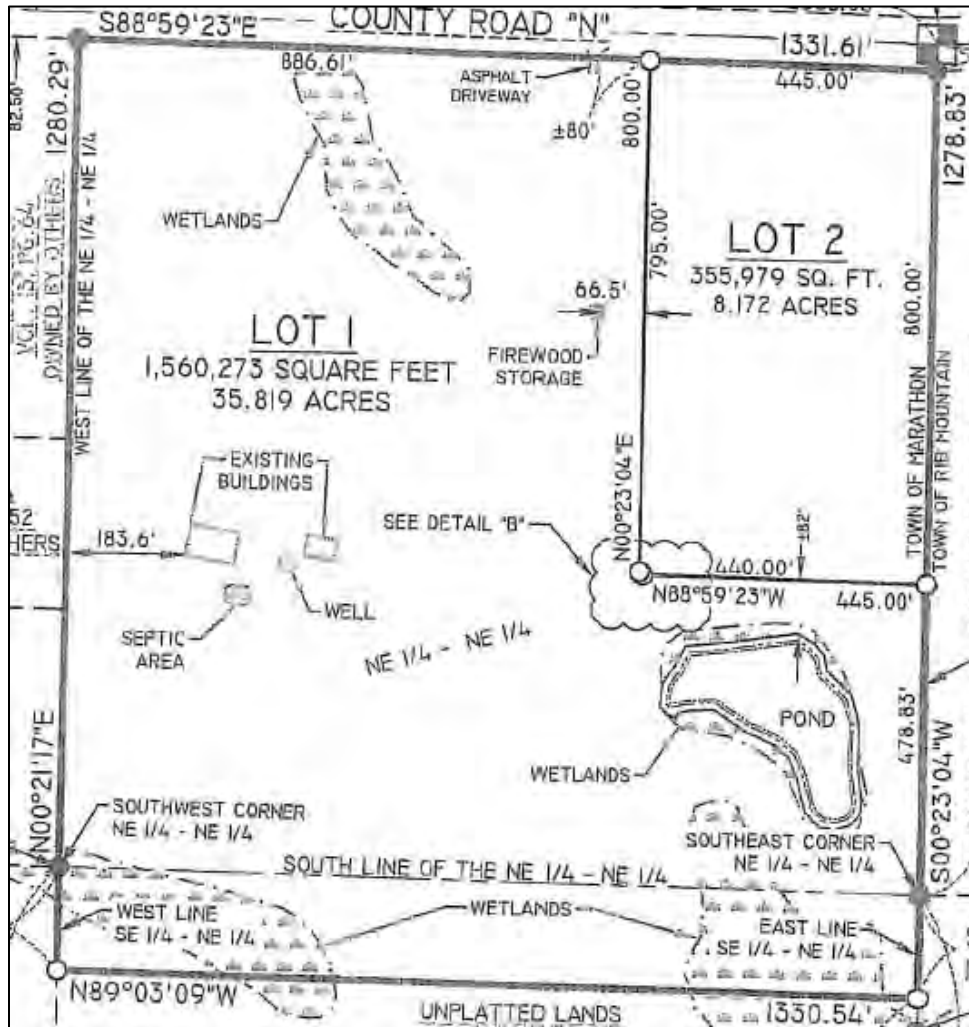 S88°59'23"E
COUNTY ROAD "N"
1331.61'
886.61'
ASPHALT
DRIVEWAY
±80'
445.00'
82.50'
1280.29'
WEST LINE OF THE NE 1/4 - NE 1/4
OWNED BY OTHERS
WETLANDS
800.00'
795.00'
LOT 2
355,979 SQ. FT.
8.172 ACRES
1278.83'
800.00'
TOWN OF MARATHON
TOWN OF RIB MOUNTAIN
66.5'
FIREWOOD
STORAGE
LOT 1
1,560,273 SQUARE FEET
35.819 ACRES
EXISTING
BUILDINGS
183.6'
WELL
SEPTIC
AREA
SEE DETAIL "B"
N00°23'04"E
440.00'
±82'
N88°59'23"W
445.00'
NE 1/4 - NE 1/4
POND
WETLANDS
478.83'
S00°23'04"W
N00°21'17"E
SOUTHWEST CORNER
NE 1/4 - NE 1/4
SOUTHEAST CORNER
NE 1/4 - NE 1/4
SOUTH LINE OF THE NE 1/4 - NE 1/4
WEST LINE
SE 1/4 - NE 1/4
WETLANDS
EAST LINE
SE 1/4 - NE 1/4
N89°03'09"W
UNPLATTED LANDS
1330.54'